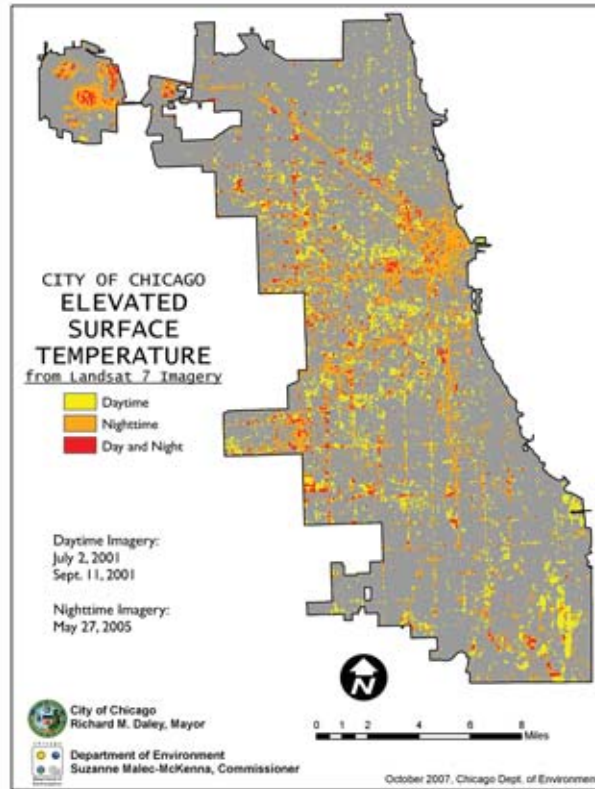 CITY OF CHICAGO
ELEVATED
SURFACE
TEMPERATURE
from Landsat 7 Imagery
Daytime
Nighttime
Day and Night
Daytime Imagery:
July 2, 2001
Sept. 11, 2001
Nighttime Imagery:
May 27, 2005
N
City of Chicago
Richard M. Daley, Mayor
Department of Environment
Suzanne Malec-McKenna, Commissioner
0 1 2 4 6 8
Miles
October 2007, Chicago Dept. of Environment